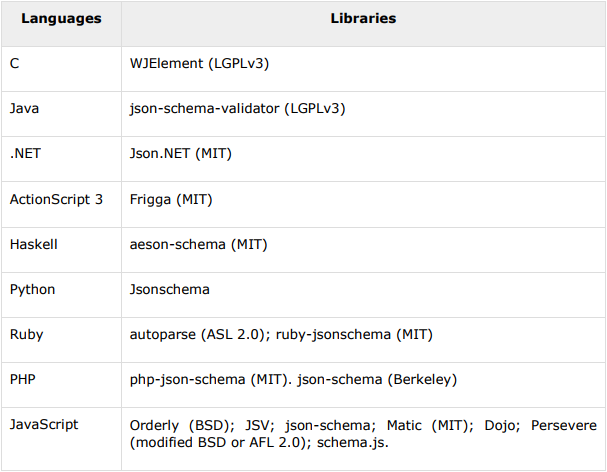 Languages Libraries
C WJElement (LGPLv3)
Java json-schema-validator (LGPLv3)
.NET Json.NET (MIT)
ActionScript 3 Frigga (MIT)
Haskell aeson-schema (MIT)
Python Jsonschema
Ruby autoparse (ASL 2.0); ruby-jsonschema (MIT)
PHP php-json-schema (MIT). json-schema (Berkeley)
JavaScript Orderly (BSD); JSV; json-schema; Matic (MIT); Dojo; Persevere
(modified BSD or AFL 2.0); schema.js.